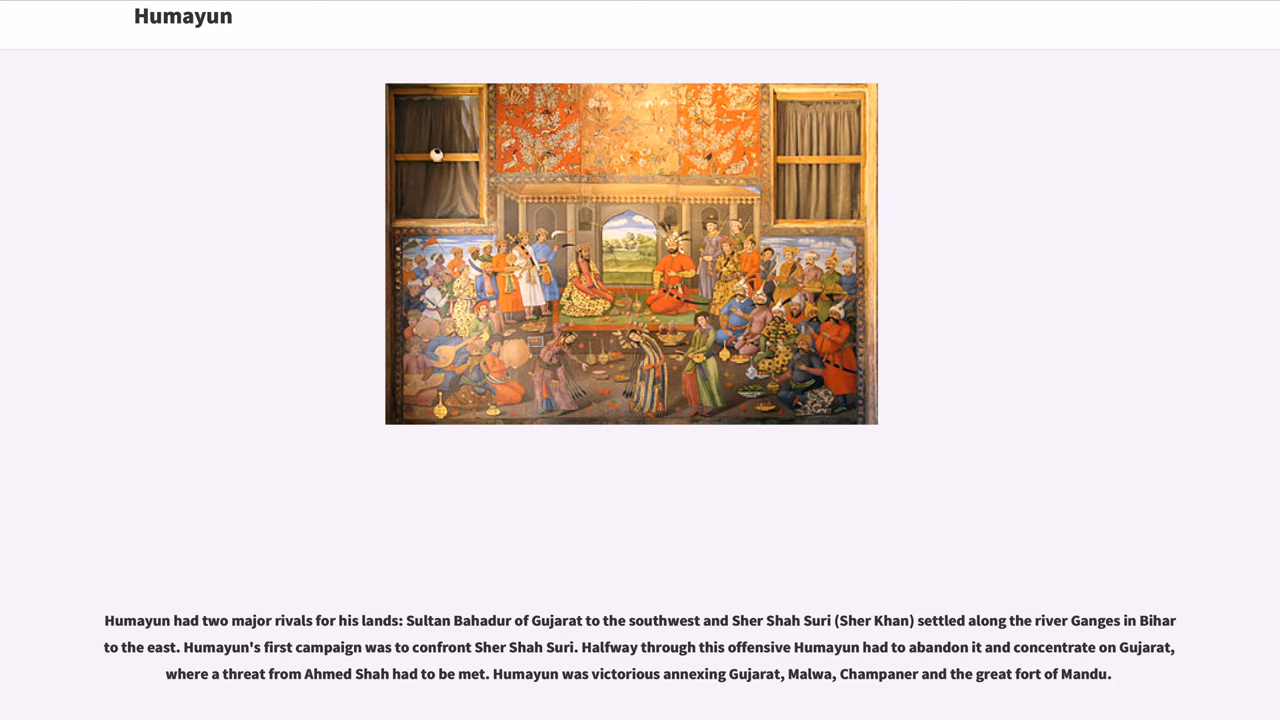 Humayun
Humayun had two major rivals for his lands: Sultan Bahadur of Gujarat to the southwest and Sher Shah Suri (Sher Khan) settled along the river Ganges in Bihar
to the east. Humayun's first campaign was to confront Sher Shah Suri. Halfway through this offensive Humayun had to abandon it and concentrate on Gujarat,
where a threat from Ahmed Shah had to be met. Humayun was victorious annexing Gujarat, Malwa, Champaner and the great fort of Mandu.